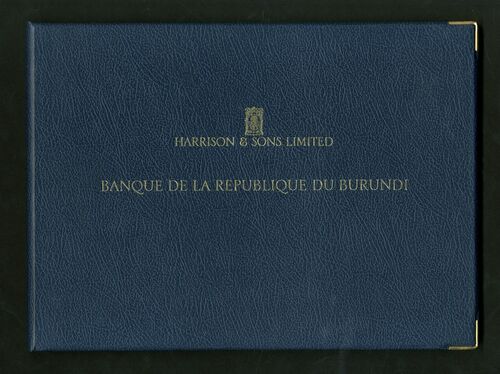 HARRISON & SONS LIMITED
BANQUE DE LA REPUBLIQUE DU BURUNDI